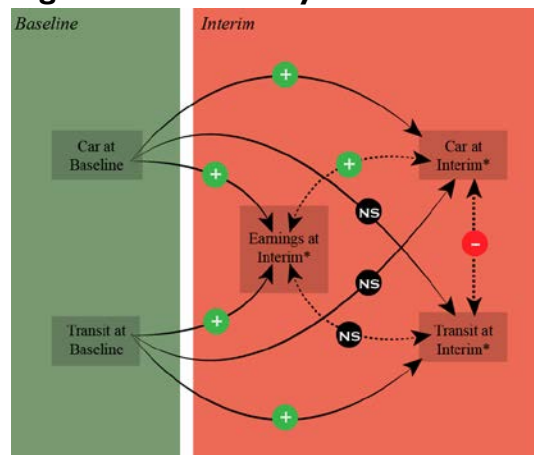 Baseline
Interim
+
Car at
Baseline
Car at
Interim*
+
+
NS
Earnings at
Interim*
-
NS
Transit at
Baseline
+
NS
Transit at
Interim*
+